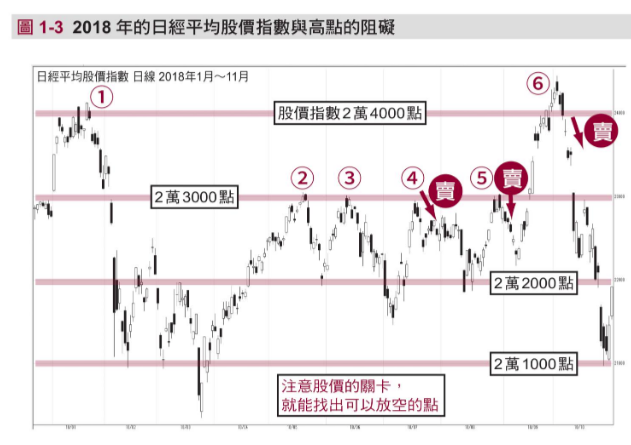 圖 1-3 2018 年的日經平均股價指數與高點的阻礙
日經平均股價指數 日線 2018年1月～11月
①
⑥
股價指數2萬4000點
賣
②
③
④
賣
⑤
賣
2萬3000點
2萬2000點
2萬1000點
注意股價的關卡，
就能找出可以放空的點